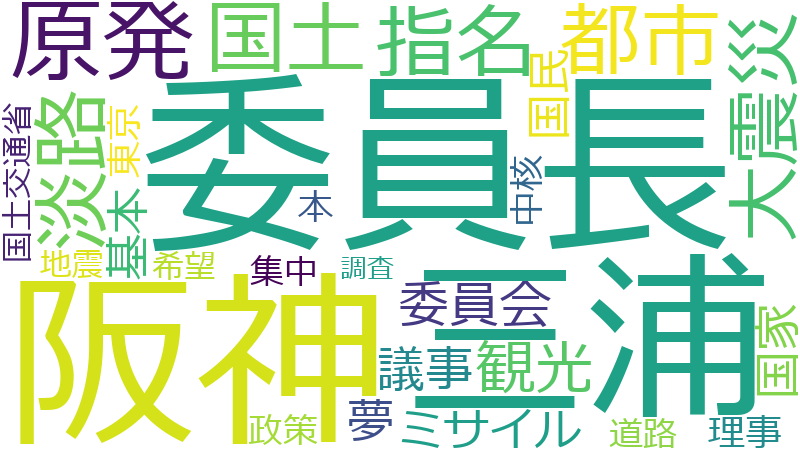 原発
国土
指名
都市
大震災
国民
委員長
淡路
東京
国土交通省
基本
本
中核
阪神
三浦
地震
希望
集中
調査
委員会
国家
議事
観光
夢
ミサイル
政策
道路
理事